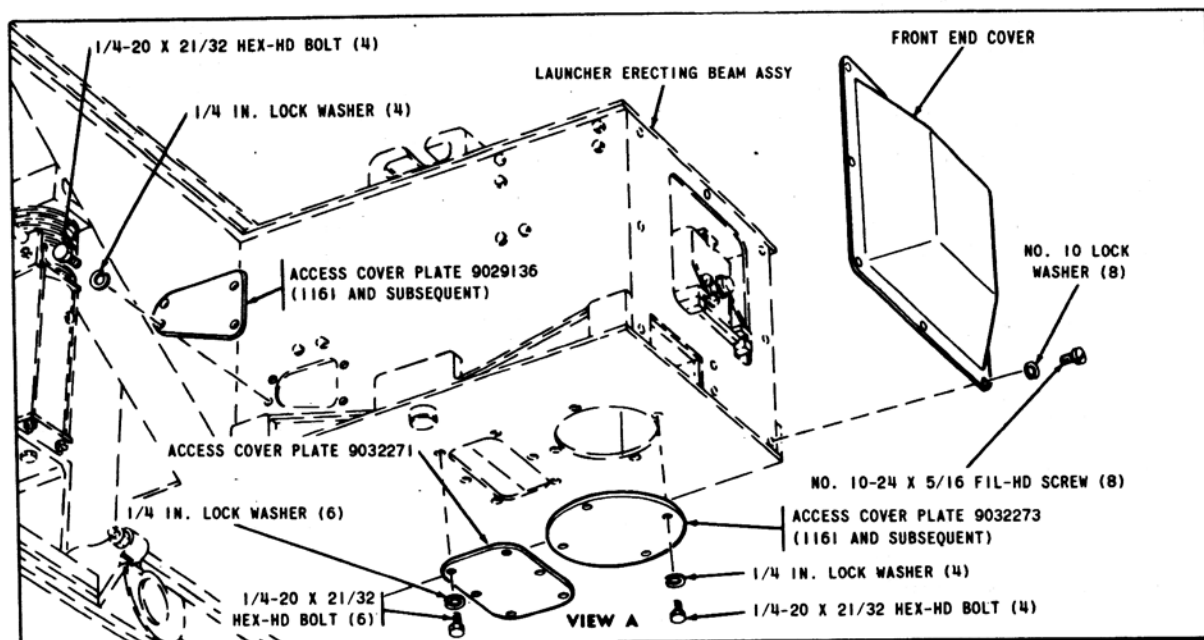 1/4-20 X 21/32 HEX-HD BOLT (4)
1/4 IN. LOCK WASHER (4)
LAUNCHER ERECTING BEAM ASSY
FRONT END COVER
NO. 10 LOCK
WASHER (8)
ACCESS COVER PLATE 9029136
(1161 AND SUBSEQUENT)
ACCESS COVER PLATE 9032271
NO. 10-24 X 5/16 FIL-HD SCREW (8)
1/4 IN. LOCK WASHER (6)
ACCESS COVER PLATE 9032273
(1161 AND SUBSEQUENT)
1/4 IN. LOCK WASHER (4)
1/4-20 X 21/32
HEX-HD BOLT (6)
1/4-20 X 21/32 HEX-HD BOLT (4)
VIEW A